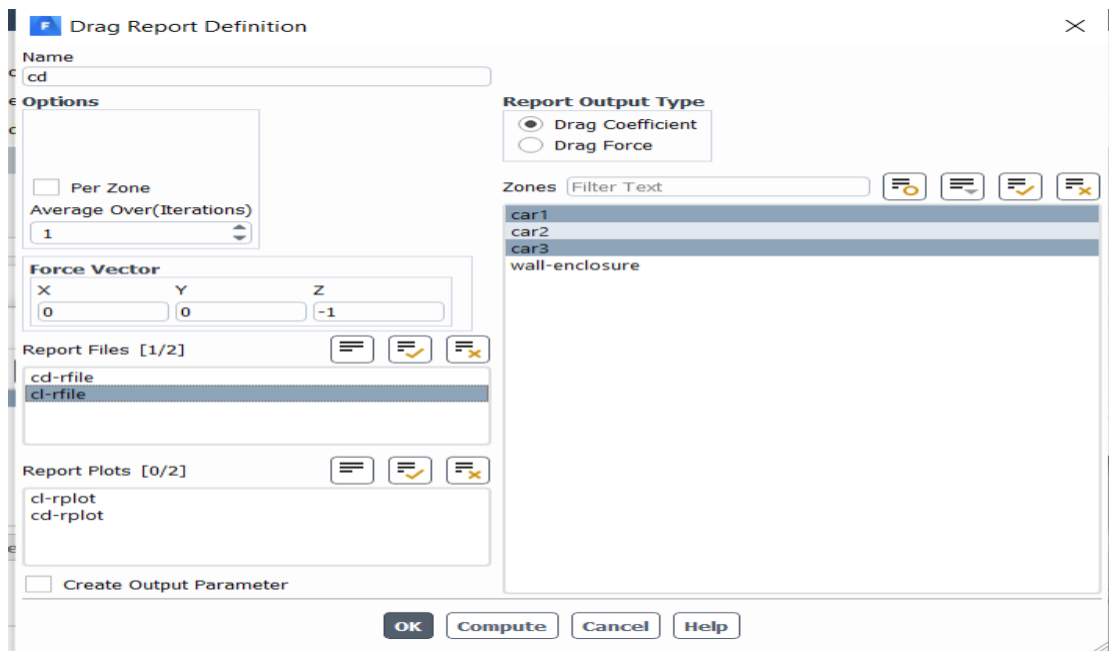 F Drag Report Definition
Name
cd
Options
Per Zone
Average Over(Iterations)
1
Force Vector
X Y Z
0 0 -1
Report Files [1/2]
cd-rfile
cl-rfile
Report Plots [0/2]
cl-rplot
cd-rplot
Create Output Parameter
Report Output Type
Drag Coefficient
Drag Force
Zones Filter Text
car1
car2
car3
wall-enclosure
OK Compute Cancel Help